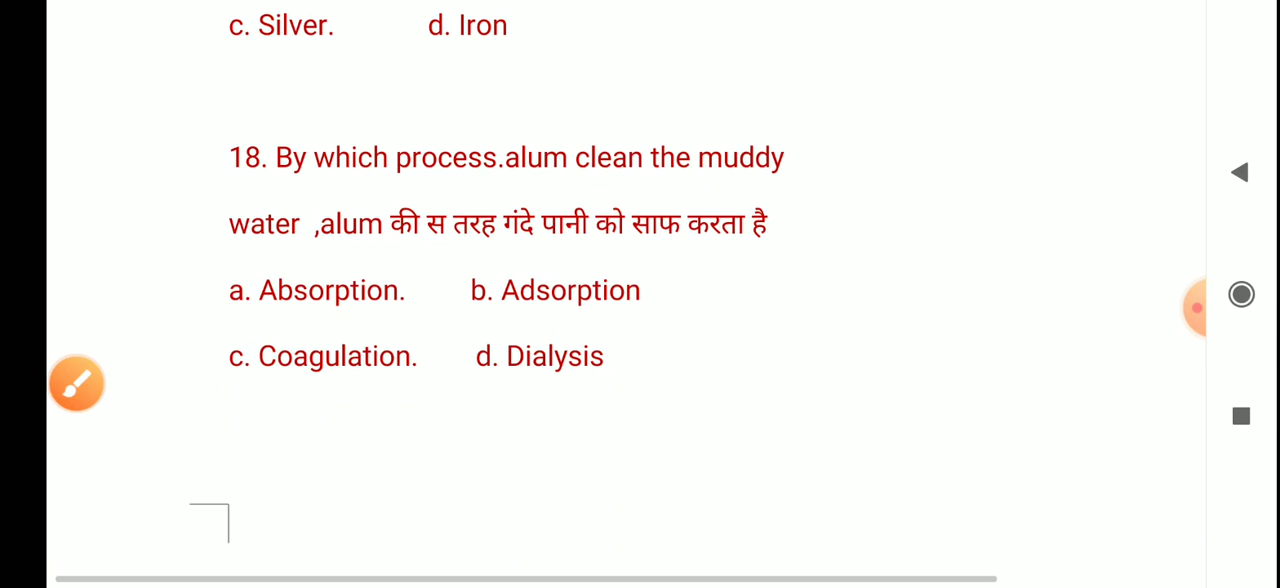 c. Silver. d. Iron
18. By which process.alum clean the muddy
water ,alum की स तरह गंदे पानी को साफ करता है
a. Absorption. b. Adsorption
c. Coagulation. d. Dialysis